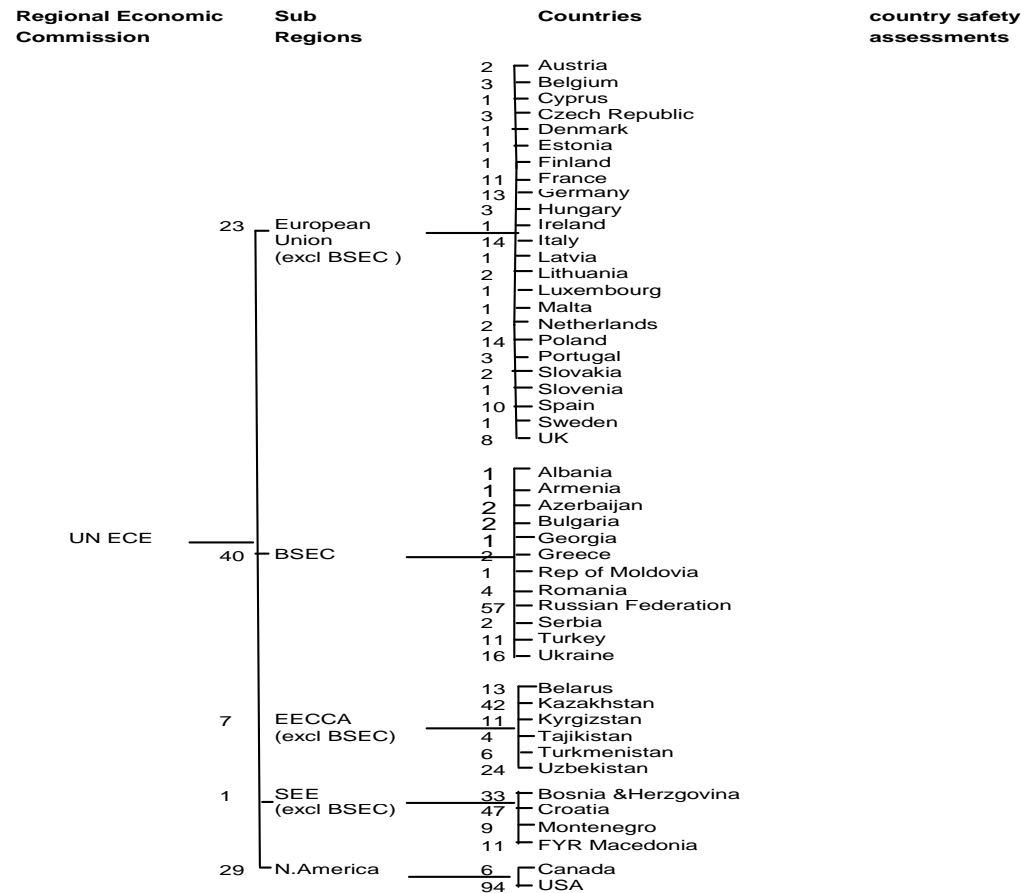 Regional Economic Commission
Sub Regions
Countries
country safety assessments
2 Austria
3 Belgium
1 Cyprus
3 Czech Republic
1 Denmark
1 Estonia
1 Finland
11 France
13 Germany
3 Hungary
23 European Union (excl BSEC )
1 Ireland
14 Italy
1 Latvia
2 Lithuania
1 Luxembourg
1 Malta
2 Netherlands
14 Poland
3 Portugal
2 Slovakia
1 Slovenia
10 Spain
1 Sweden
8 UK
1 Albania
1 Armenia
2 Azerbaijan
2 Bulgaria
UN ECE
1 Georgia
40 BSEC
2 Greece
1 Rep of Moldovia
4 Romania
57 Russian Federation
2 Serbia
11 Turkey
16 Ukraine
13 Belarus
42 Kazakhstan
7 EECCA (excl BSEC)
11 Kyrgizstan
4 Tajikistan
6 Turkmenistan
24 Uzbekistan
1 SEE (excl BSEC)
33 Bosnia &Herzgovina
47 Croatia
9 Montenegro
11 FYR Macedonia
29 N.America
6 Canada
94 USA